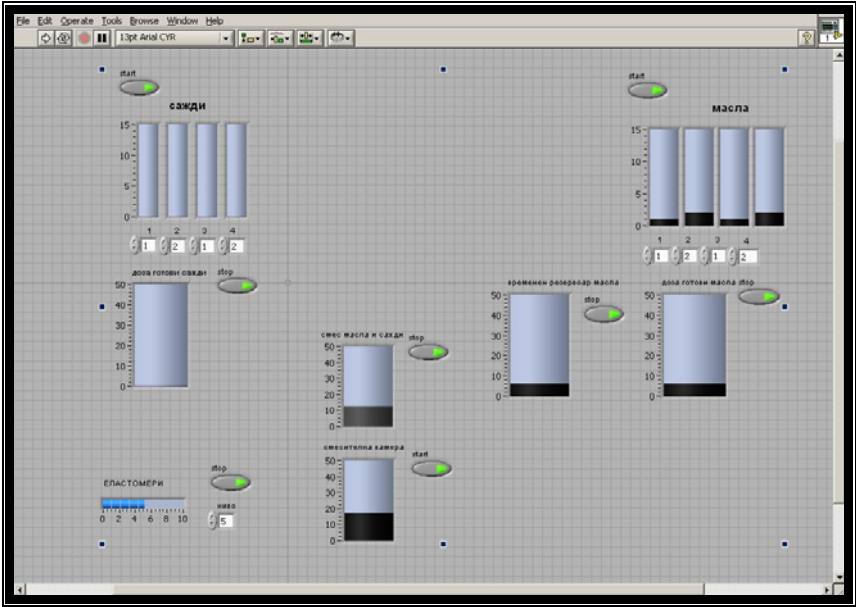 File Edit Operate Tools Browse Window Help
13pt Arial CYR
start
start
сажди
масла
15
10
5
0
15
10
5
0
1 2 3 4
1 2 1 2
1 2 3 4
1 2 1 2
доза готови сажди stop
50
40
30
20
10
0
временен резервоар масла
stop
50
40
30
20
10
0
доза готови масла stop
50
40
30
20
10
0
смес масла и сажди stop
50
40
30
20
10
0
смесителна камера start
50
40
30
20
10
0
stop
ЕЛАСТОМЕРИ
0 2 4 6 8 10
ниво
5